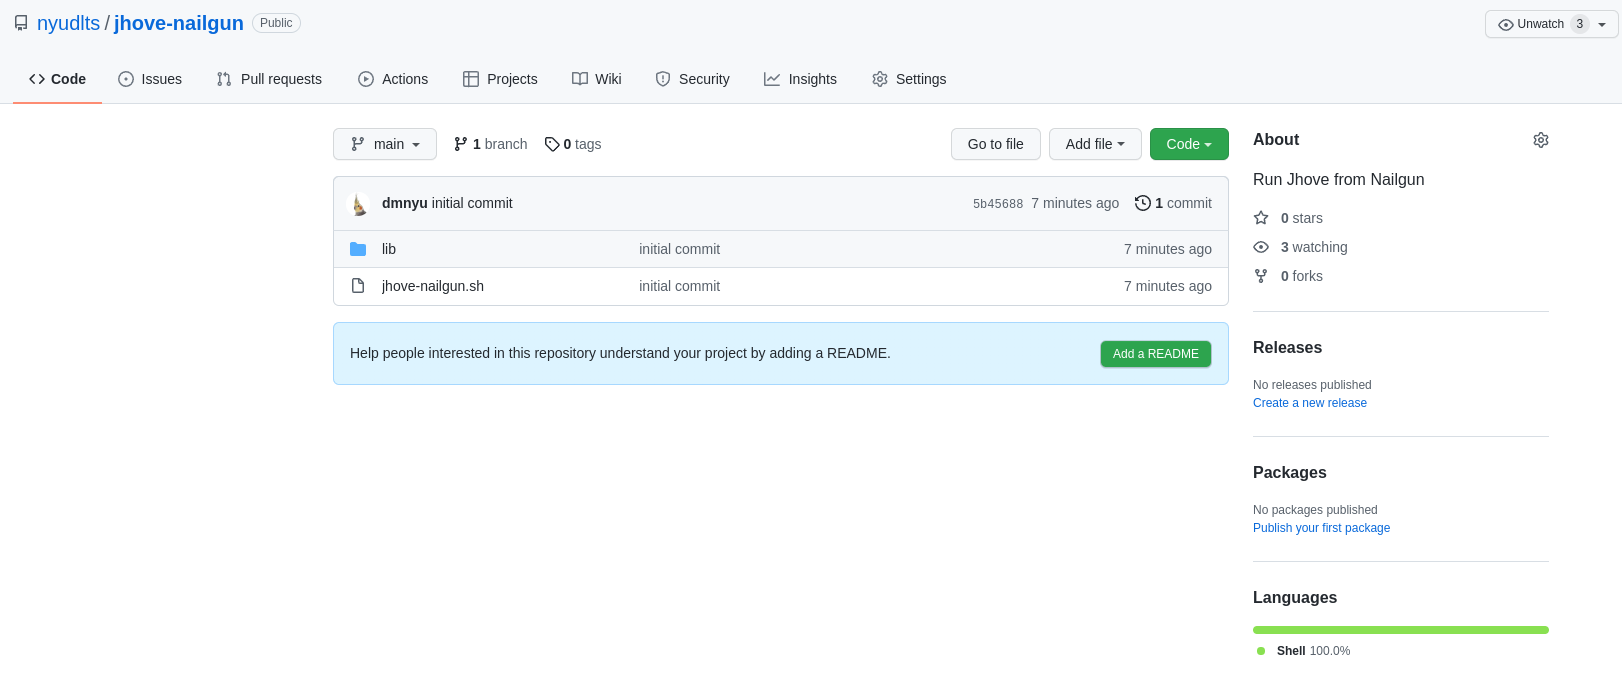 nyudlts / jhove-nailgun Public Unwatch 3
Code Issues Pull requests Actions Projects Wiki Security Insights Settings
main 1 branch 0 tags Go to file Add file Code
dmnyu initial commit 5b45688 7 minutes ago 1 commit
lib initial commit 7 minutes ago
jhove-nailgun.sh initial commit 7 minutes ago
Help people interested in this repository understand your project by adding a README. Add a README
About
Run Jhove from Nailgun
0 stars
3 watching
0 forks
Releases
No releases published
Create a new release
Packages
No packages published
Publish your first package
Languages
Shell 100.0%